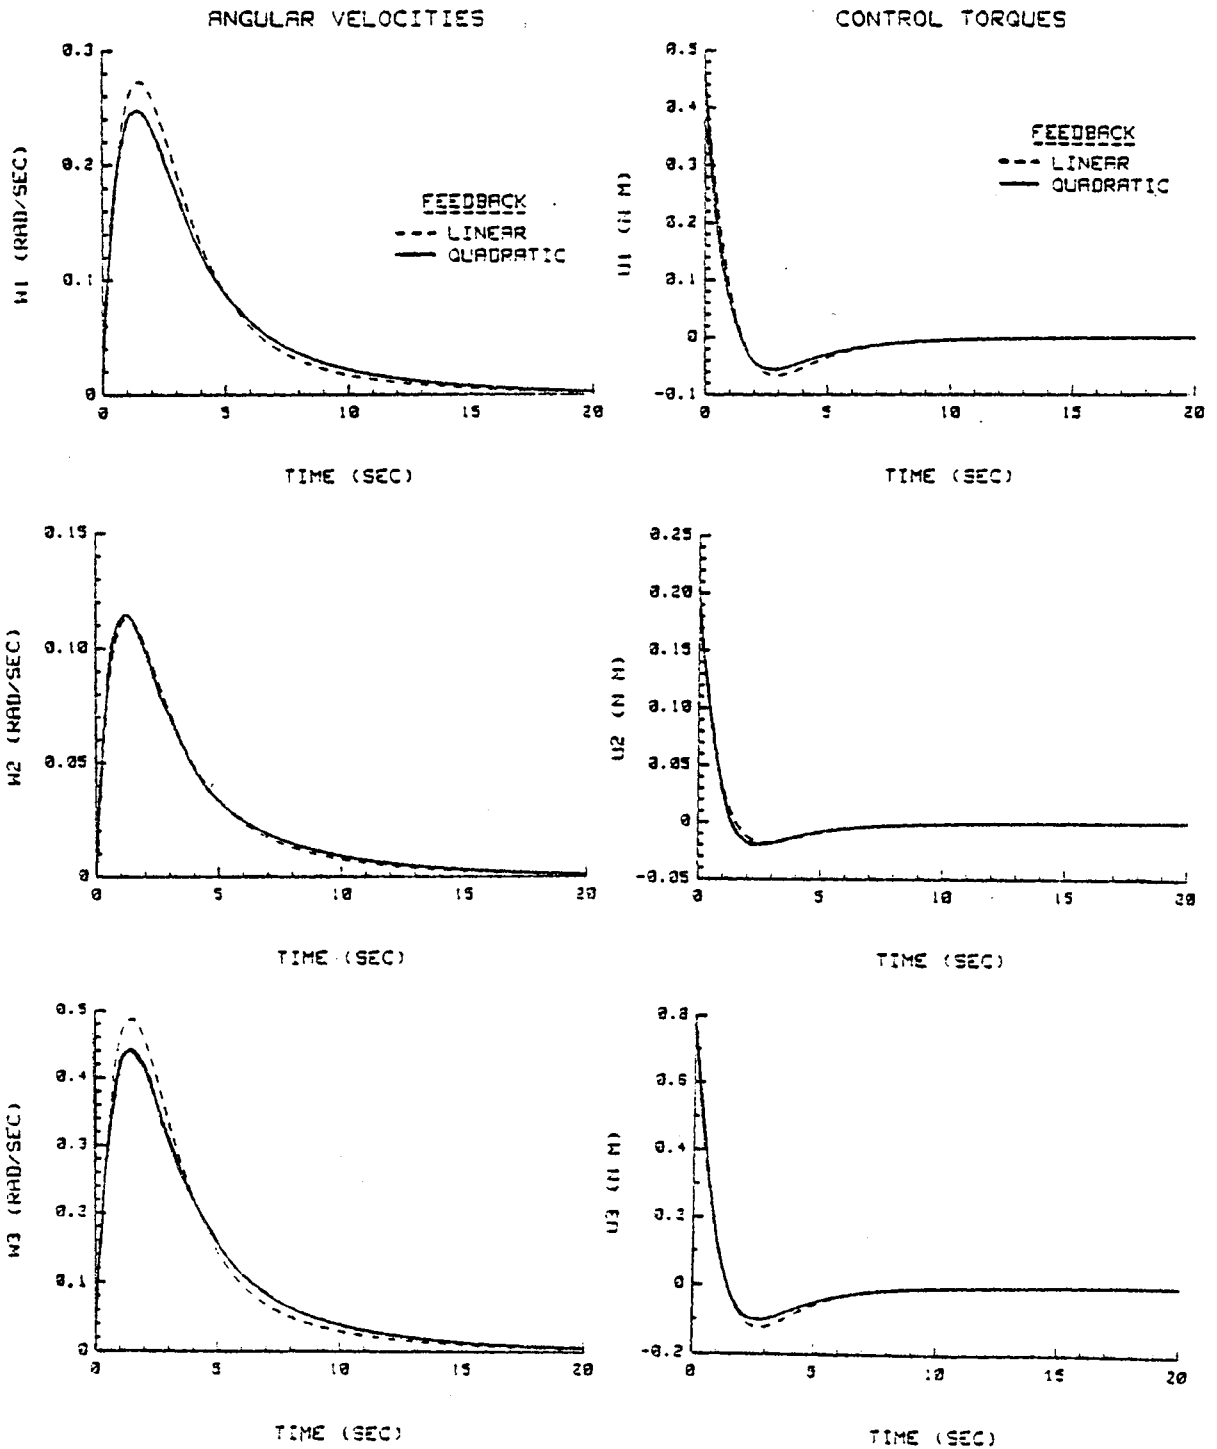 ANGULAR VELOCITIES
0.3
0.2
0.1
0
W1 (RAD/SEC)
FEEDBACK
LINEAR
QUADRATIC
0 5 10 15 20
TIME (SEC)
CONTROL TORQUES
0.5
0.4
0.3
0.2
0.1
0
-0.1
U1 (N M)
FEEDBACK
LINEAR
QUADRATIC
0 5 10 15 20
TIME (SEC)
0.15
0.10
0.05
0
W2 (RAD/SEC)
0 5 10 15 20
TIME (SEC)
0.25
0.20
0.15
0.10
0.05
0
-0.05
U2 (N M)
0 5 10 15 20
TIME (SEC)
0.5
0.4
0.3
0.2
0.1
0
W3 (RAD/SEC)
0 5 10 15 20
TIME (SEC)
0.8
0.6
0.4
0.2
0
-0.2
U3 (N M)
0 5 10 15 20
TIME (SEC)